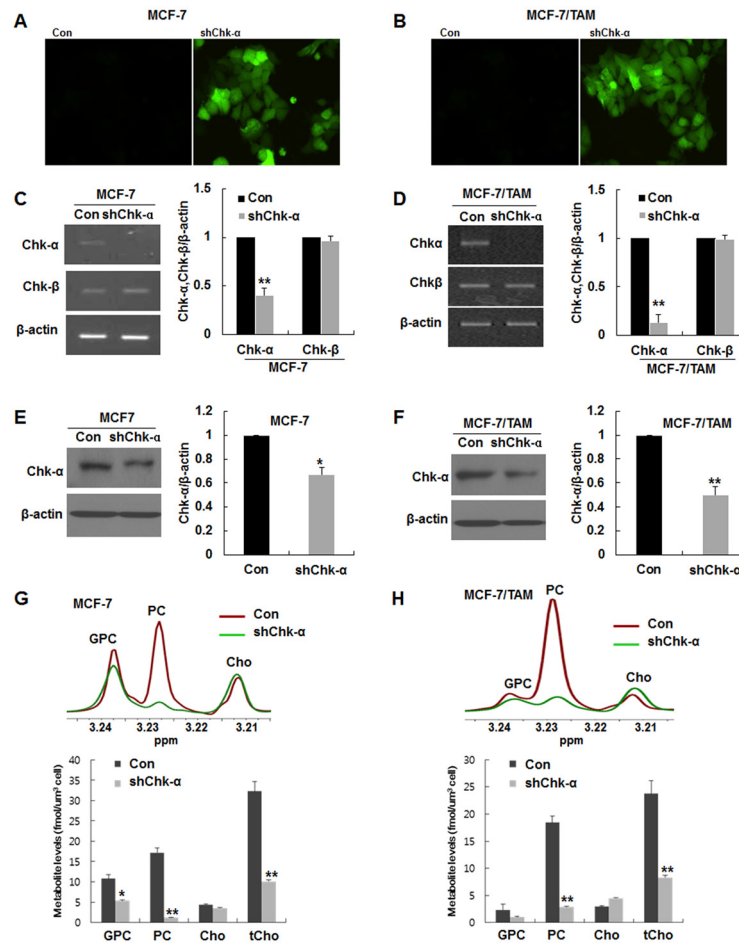 A
MCF-7
Con
shChk-α
B
MCF-7/TAM
Con
shChk-α
C
MCF-7
Con shChk-α
Chk-α
Chk-β
β-actin
Chk-α,Chk-β/β-actin
1.5
1
0.5
0
Con
shChk-α
**
Chk-α
Chk-β
MCF-7
D
MCF-7/TAM
Con shChk-α
Chkα
Chkβ
β-actin
Chk-α,Chk-β/β-actin
1.5
1
0.5
0
Con
shChk-α
**
Chk-α
Chk-β
MCF-7/TAM
E
MCF7
Con shChk-α
Chk-α
β-actin
Chk-α/β-actin
1.2
1
0.8
0.6
0.4
0.2
0
MCF-7
*
Con
shChk-α
F
MCF-7/TAM
Con shChk-α
Chk-α
β-actin
Chk-α/β-actin
1.2
1
0.8
0.6
0.4
0.2
0
MCF-7/TAM
**
Con
shChk-α
G
MCF-7
GPC
PC
Cho
Con
shChk-α
3.24
3.23
3.22
3.21
ppm
Metabolite levels (fmol/um³ cell)
40
35
30
25
20
15
10
5
0
Con
shChk-α
*
**
**
GPC
PC
Cho
tCho
H
MCF-7/TAM
GPC
PC
Cho
Con
shChk-α
3.24
3.23
3.22
3.21
ppm
Metabolite levels (fmol/um³ cell)
30
25
20
15
10
5
0
Con
shChk-α
**
**
GPC
PC
Cho
tCho